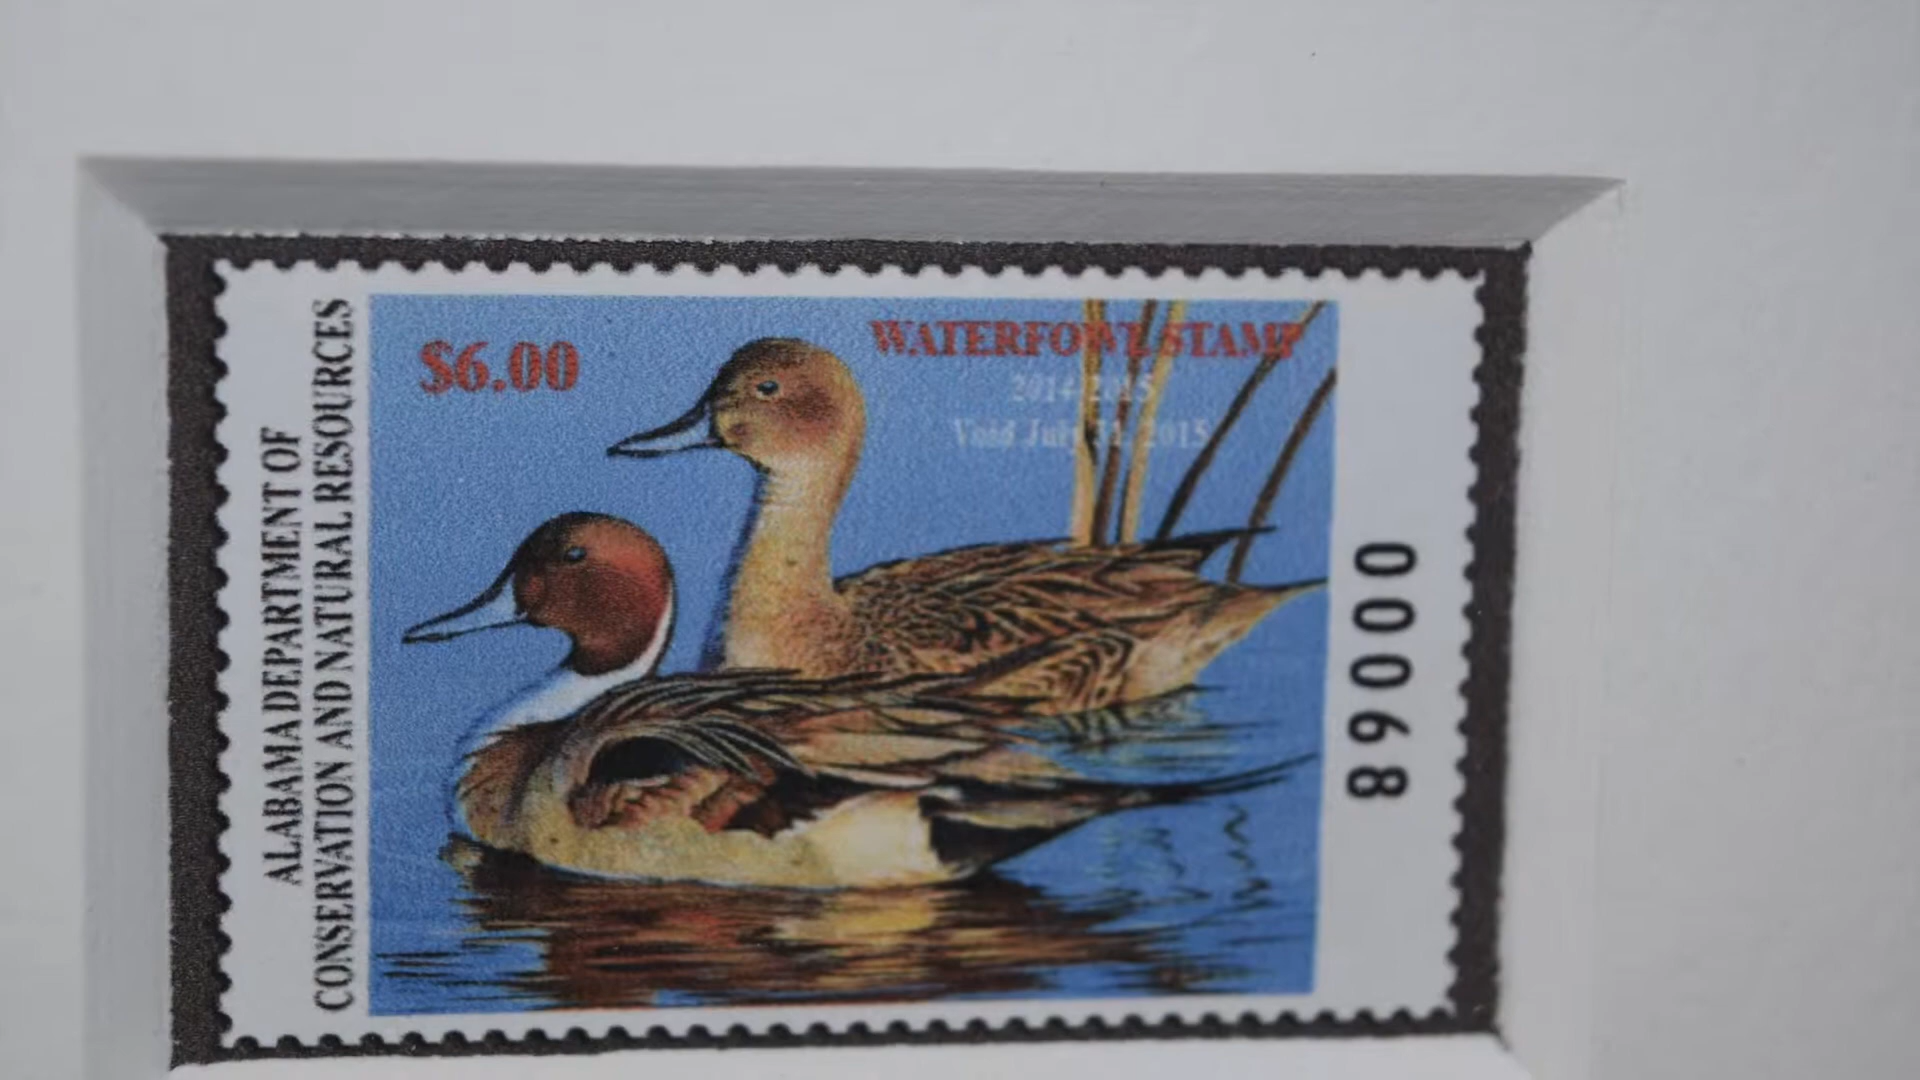 ALABAMA DEPARTMENT OF
CONSERVATION AND NATURAL RESOURCES
$6.00
WATERFOWL STAMP
2014-2015
Void July 31, 2015
00068